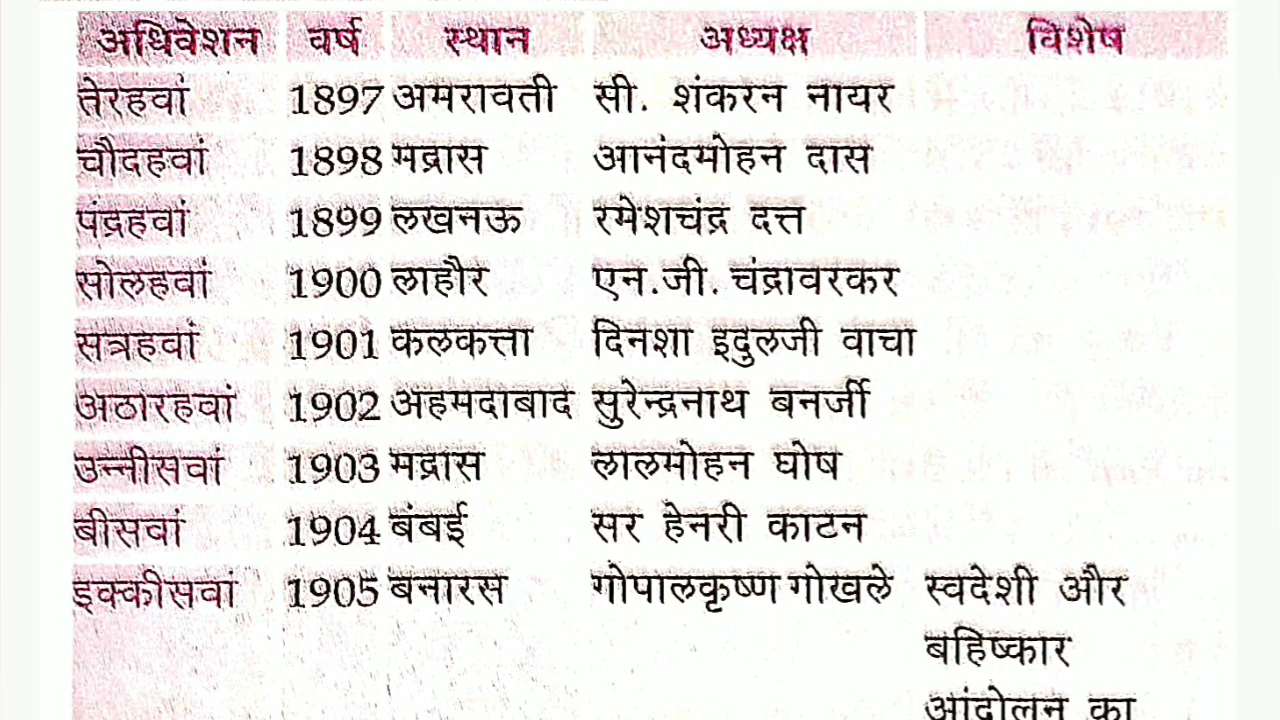 अधिवेशन वर्ष स्थान अध्यक्ष विशेष
तेरहवां 1897 अमरावती सी. शंकरन नायर
चौदहवां 1898 मद्रास आनंदमोहन दास
पंद्रहवां 1899 लखनऊ रमेशचंद्र दत्त
सोलहवां 1900 लाहौर एन.जी. चंद्रावरकर
सत्रहवां 1901 कलकत्ता दिनशा इदुलजी वाचा
अठारहवां 1902 अहमदाबाद सुरेन्द्रनाथ बनर्जी
उन्नीसवां 1903 मद्रास लालमोहन घोष
बीसवां 1904 बंबई सर हेनरी काटन
इक्कीसवां 1905 बनारस गोपालकृष्ण गोखले स्वदेशी और
बहिष्कार
आंदोलन का